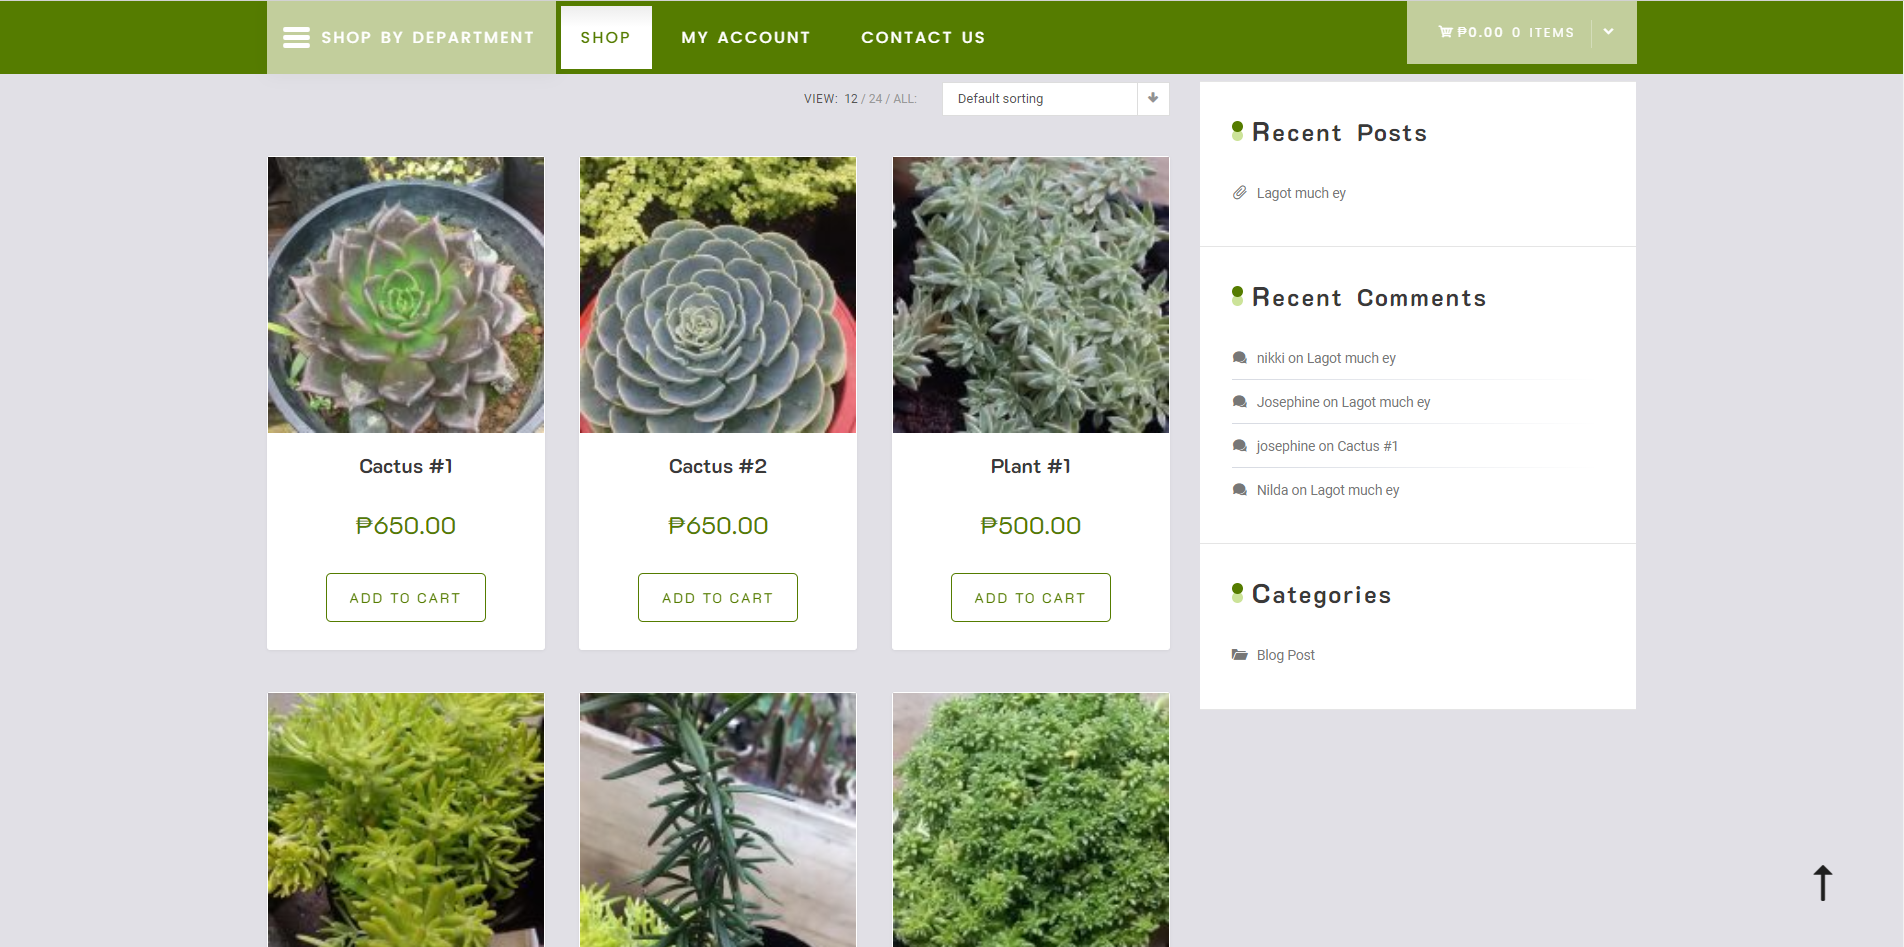 SHOP BY DEPARTMENT
SHOP
MY ACCOUNT
CONTACT US
₱0.00 0 ITEMS
VIEW: 12 / 24 / ALL:
Default sorting
Cactus #1
₱650.00
ADD TO CART
Cactus #2
₱650.00
ADD TO CART
Plant #1
₱500.00
ADD TO CART
Recent Posts
Lagot much ey
Recent Comments
nikki on Lagot much ey
Josephine on Lagot much ey
josephine on Cactus #1
Nilda on Lagot much ey
Categories
Blog Post